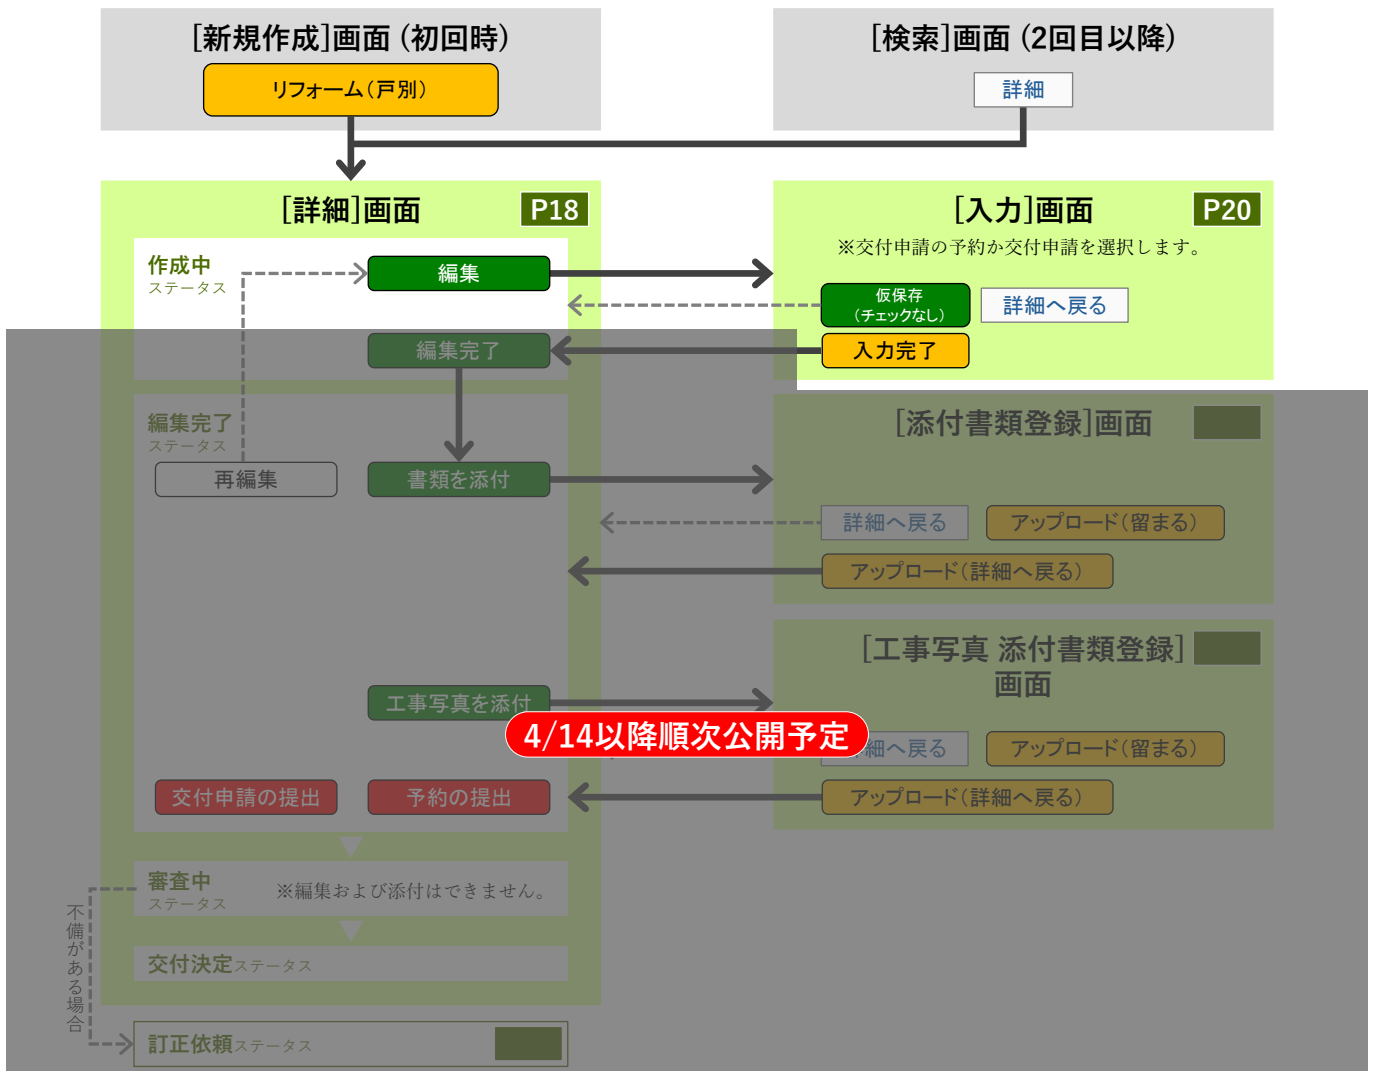 [新規作成]画面 (初回時)
リフォーム(戸別)
[検索]画面 (2回目以降)
詳細
[詳細]画面
P18
作成中
ステータス
編集
編集完了
[入力]画面
P20
※交付申請の予約か交付申請を選択します。
仮保存
(チェックなし)
詳細へ戻る
入力完了
編集完了
ステータス
再編集
書類を添付
[添付書類登録]画面
詳細へ戻る
アップロード(留まる)
アップロード(詳細へ戻る)
工事写真を添付
[工事写真 添付書類登録]
画面
4/14以降順次公開予定
細へ戻る
アップロード(留まる)
アップロード(詳細へ戻る)
交付申請の提出
予約の提出
審査中
ステータス
※編集および添付はできません。
不備がある場合
交付決定ステータス
訂正依頼ステータス